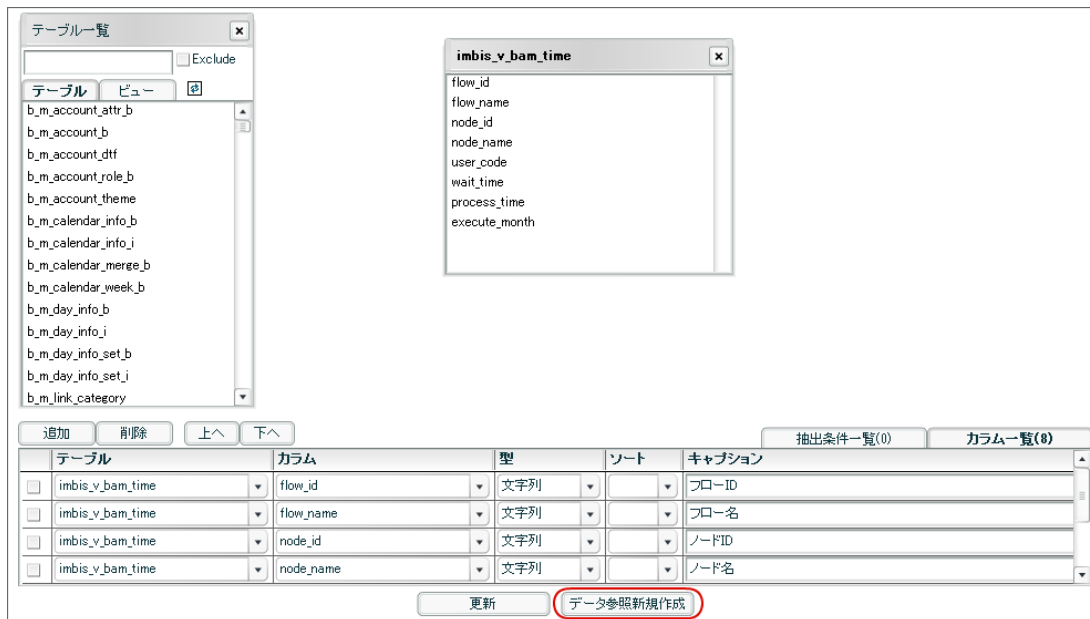 テーブル一覧
Exclude
テーブル ビュー
b_m_account_attr_b
b_m_account_b
b_m_account_dtf
b_m_account_role_b
b_m_account_theme
b_m_calendar_info_b
b_m_calendar_info_i
b_m_calendar_merge_b
b_m_calendar_week_b
b_m_day_info_b
b_m_day_info_i
b_m_day_info_set_b
b_m_day_info_set_i
b_m_link_category
imbis_v_bam_time
flow_id
flow_name
node_id
node_name
user_code
wait_time
process_time
execute_month
追加 削除 上へ 下へ 抽出条件一覧(0) カラム一覧(8)
テーブル カラム 型 ソート キャプション
imbis_v_bam_time flow_id 文字列 フローID
imbis_v_bam_time flow_name 文字列 フロー名
imbis_v_bam_time node_id 文字列 ノードID
imbis_v_bam_time node_name 文字列 ノード名
更新 データ参照新規作成